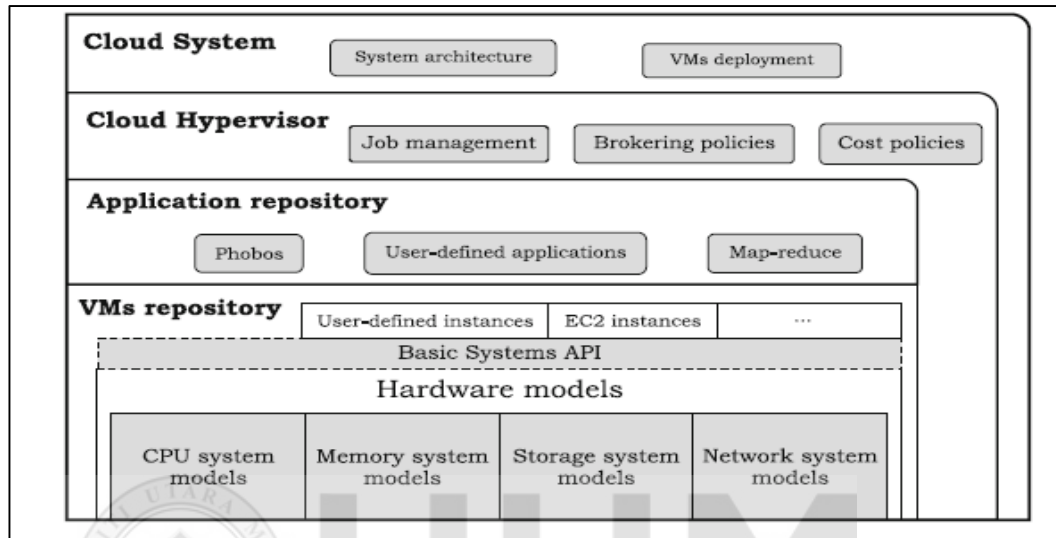 Cloud System
System architecture
VMs deployment
Cloud Hypervisor
Job management
Brokering policies
Cost policies
Application repository
Phobos
User-defined applications
Map-reduce
VMs repository
User-defined instances
EC2 instances
...
Basic Systems API
Hardware models
CPU system
models
Memory system
models
Storage system
models
Network system
models
UTARA
UUM